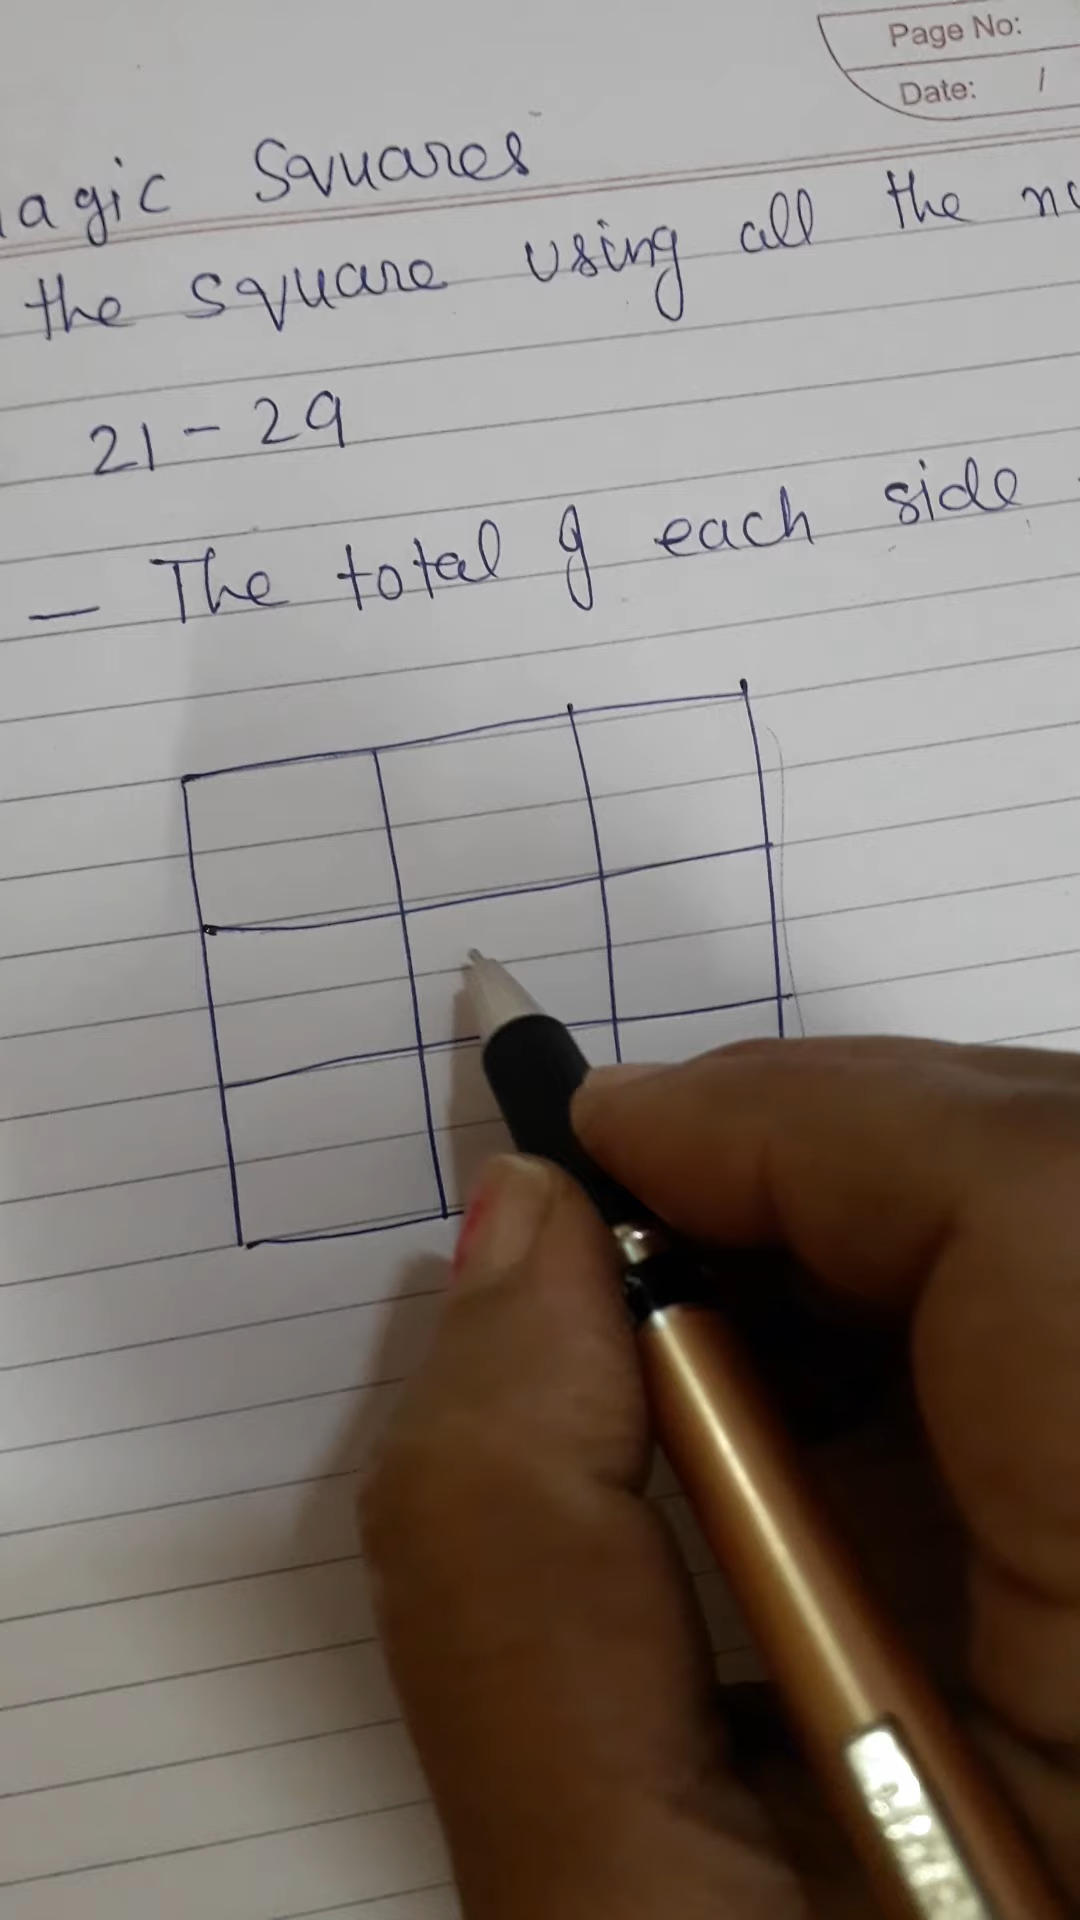 Page No:
Date: /
agic Squares
the square using all the
21 - 29
— The total of each side